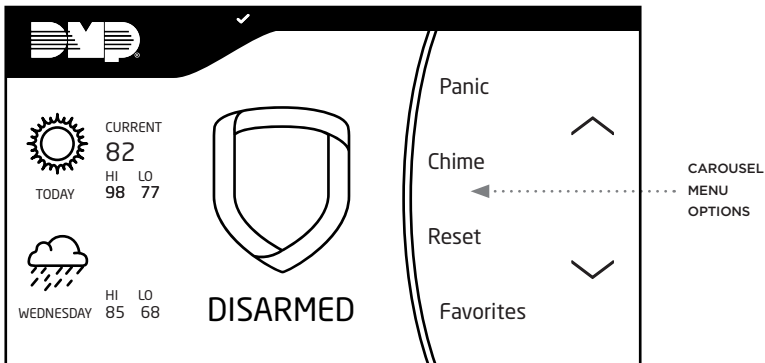 DMP®
CURRENT
82
HI LO
98 77
TODAY
HI LO
85 68
WEDNESDAY
DISARMED
Panic
Chime
Reset
Favorites
CAROUSEL
MENU
OPTIONS